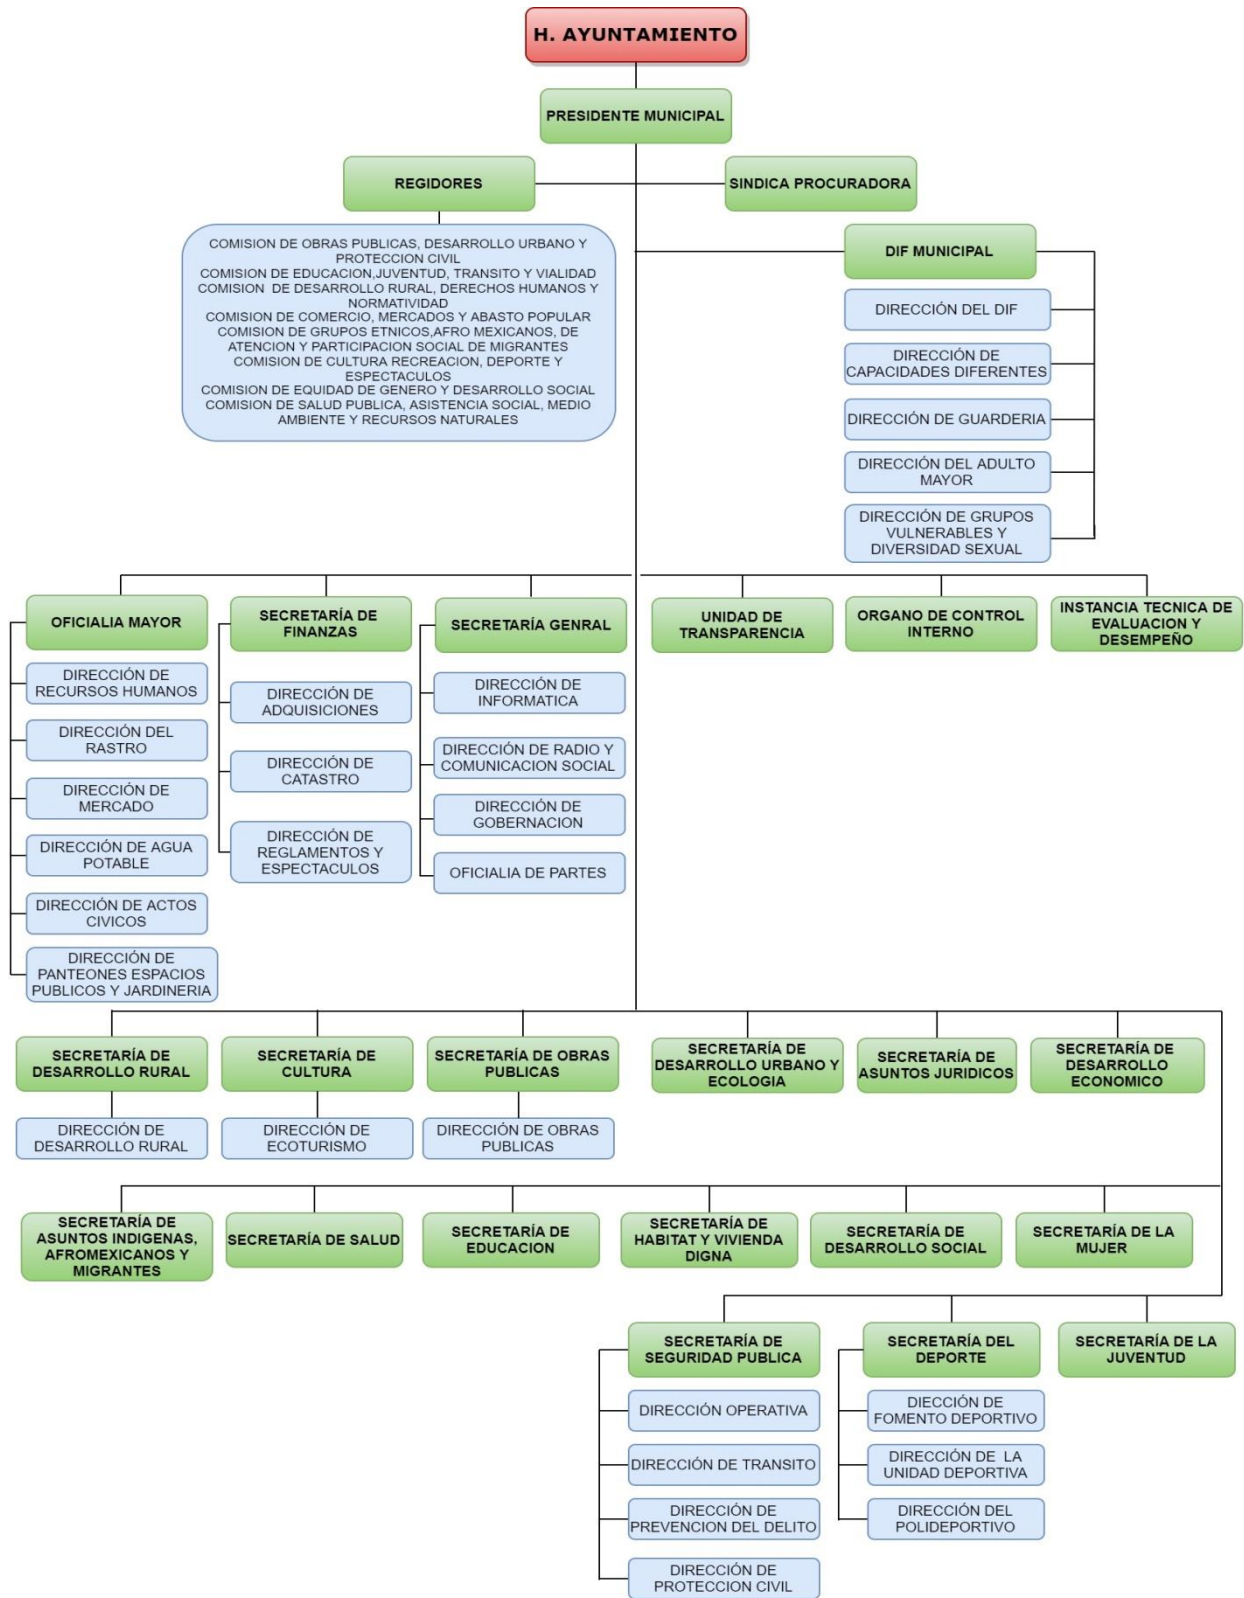 H. AYUNTAMIENTO
PRESIDENTE MUNICIPAL
REGIDORES
SINDICA PROCURADORA
COMISION DE OBRAS PUBLICAS, DESARROLLO URBANO Y
PROTECCION CIVIL
COMISION DE EDUCACION,JUVENTUD, TRANSITO Y VIALIDAD
COMISION DE DESARROLLO RURAL, DERECHOS HUMANOS Y
NORMATIVIDAD
COMISION DE COMERCIO, MERCADOS Y ABASTO POPULAR
COMISION DE GRUPOS ETNICOS,AFRO MEXICANOS, DE
ATENCION Y PARTICIPACION SOCIAL DE MIGRANTES
COMISION DE CULTURA RECREACION, DEPORTE Y
ESPECTACULOS
COMISION DE EQUIDAD DE GENERO Y DESARROLLO SOCIAL
COMISION DE SALUD PUBLICA, ASISTENCIA SOCIAL, MEDIO
AMBIENTE Y RECURSOS NATURALES
DIF MUNICIPAL
DIRECCIÓN DEL DIF
DIRECCIÓN DE
CAPACIDADES DIFERENTES
DIRECCIÓN DE GUARDERIA
DIRECCIÓN DEL ADULTO
MAYOR
DIRECCIÓN DE GRUPOS
VULNERABLES Y
DIVERSIDAD SEXUAL
OFICIALIA MAYOR
DIRECCIÓN DE
RECURSOS HUMANOS
DIRECCIÓN DEL
RASTRO
DIRECCIÓN DE
MERCADO
DIRECCIÓN DE AGUA
POTABLE
DIRECCIÓN DE ACTOS
CIVICOS
DIRECCIÓN DE
PANTEONES ESPACIOS
PUBLICOS Y JARDINERIA
SECRETARÍA DE
FINANZAS
DIRECCIÓN DE
ADQUISICIONES
DIRECCIÓN DE
CATASTRO
DIRECCIÓN DE
REGLAMENTOS Y
ESPECTACULOS
SECRETARÍA GENRAL
DIRECCIÓN DE
INFORMATICA
DIRECCIÓN DE RADIO Y
COMUNICACION SOCIAL
DIRECCIÓN DE
GOBERNACION
OFICIALIA DE PARTES
UNIDAD DE
TRANSPARENCIA
ORGANO DE CONTROL
INTERNO
INSTANCIA TECNICA DE
EVALUACION Y
DESEMPEÑO
SECRETARÍA DE
DESARROLLO RURAL
DIRECCIÓN DE
DESARROLLO RURAL
SECRETARÍA DE
CULTURA
DIRECCIÓN DE
ECOTURISMO
SECRETARÍA DE OBRAS
PUBLICAS
DIRECCIÓN DE OBRAS
PUBLICAS
SECRETARÍA DE
DESARROLLO URBANO Y
ECOLOGIA
SECRETARÍA DE
ASUNTOS JURIDICOS
SECRETARÍA DE
DESARROLLO
ECONOMICO
SECRETARÍA DE
ASUNTOS INDIGENAS,
AFROMEXICANOS Y
MIGRANTES
SECRETARÍA DE SALUD
SECRETARÍA DE
EDUCACION
SECRETARÍA DE
HABITAT Y VIVIENDA
DIGNA
SECRETARÍA DE
DESARROLLO SOCIAL
SECRETARÍA DE LA
MUJER
SECRETARÍA DE
SEGURIDAD PUBLICA
DIRECCIÓN OPERATIVA
DIRECCIÓN DE TRANSITO
DIRECCIÓN DE
PREVENCION DEL DELITO
DIRECCIÓN DE
PROTECCION CIVIL
SECRETARÍA DEL
DEPORTE
DIECCIÓN DE
FOMENTO DEPORTIVO
DIRECCIÓN DE LA
UNIDAD DEPORTIVA
DIRECCIÓN DEL
POLIDEPORTIVO
SECRETARÍA DE LA
JUVENTUD